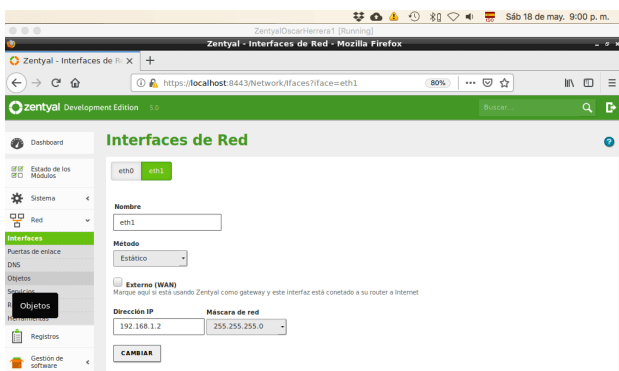 Sáb 18 de may. 9:00 p. m.
ZentyalOscarHerrera1 [Running]
Zentyal - Interfaces de Red - Mozilla Firefox
Zentyal - Interfaces de Re
https://localhost:8443/Network/Ifaces?iface=eth1
80%
zentyal Development Edition 5.0
Buscar...
Dashboard
Estado de los
Módulos
Sistema
Red
Interfaces
Puertas de enlace
DNS
Objetos
Servicios
Objetos
Herramientas
Registros
Gestión de
software
Interfaces de Red
eth0 eth1
Nombre
eth1
Método
Estático
Externo (WAN)
Marque aquí si está usando Zentyal como gateway y este interfaz está conetado a su router a Internet
Dirección IP Máscara de red
192.168.1.2 255.255.255.0
CAMBIAR